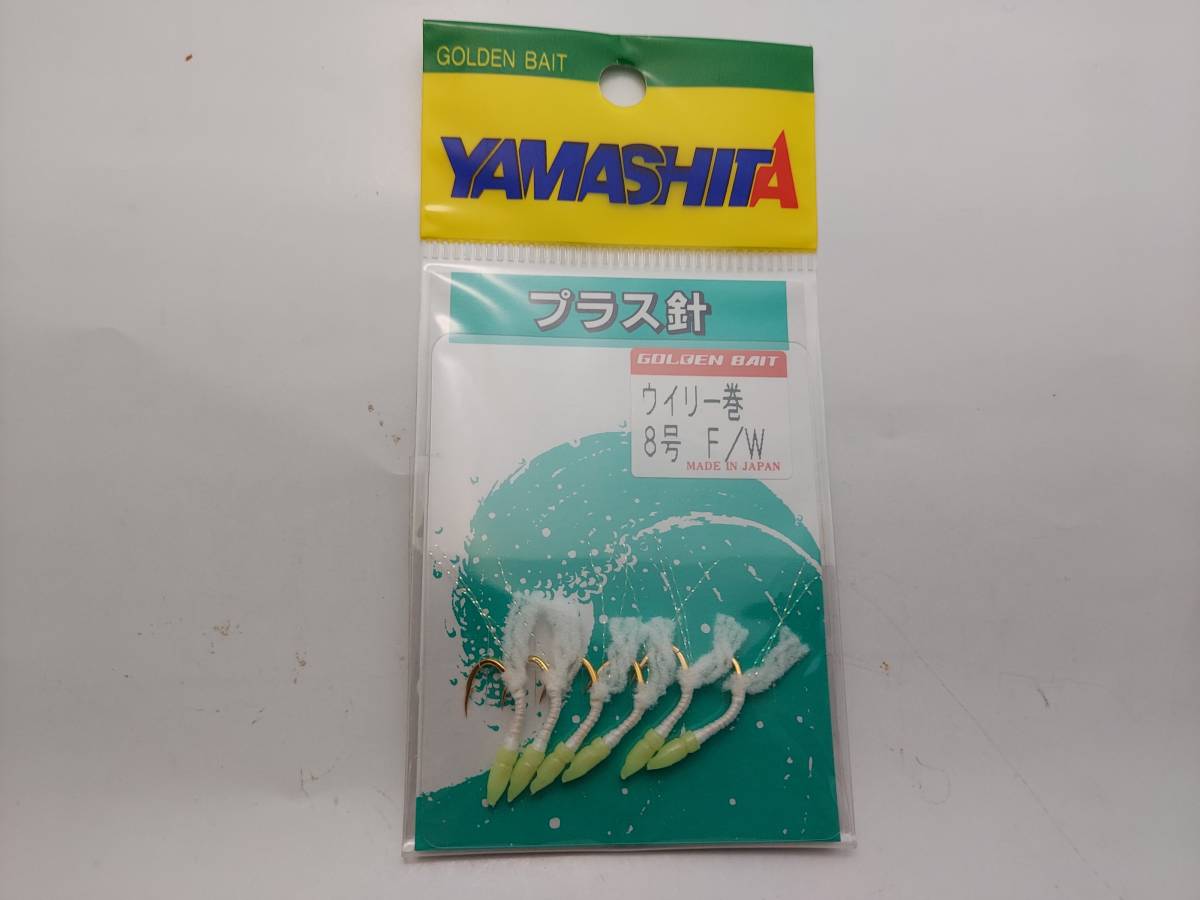 GOLDEN BAIT
YAMASHITA
プラス針
GOLDEN BAIT
ウイリー巻
8号 F/W
MADE IN JAPAN